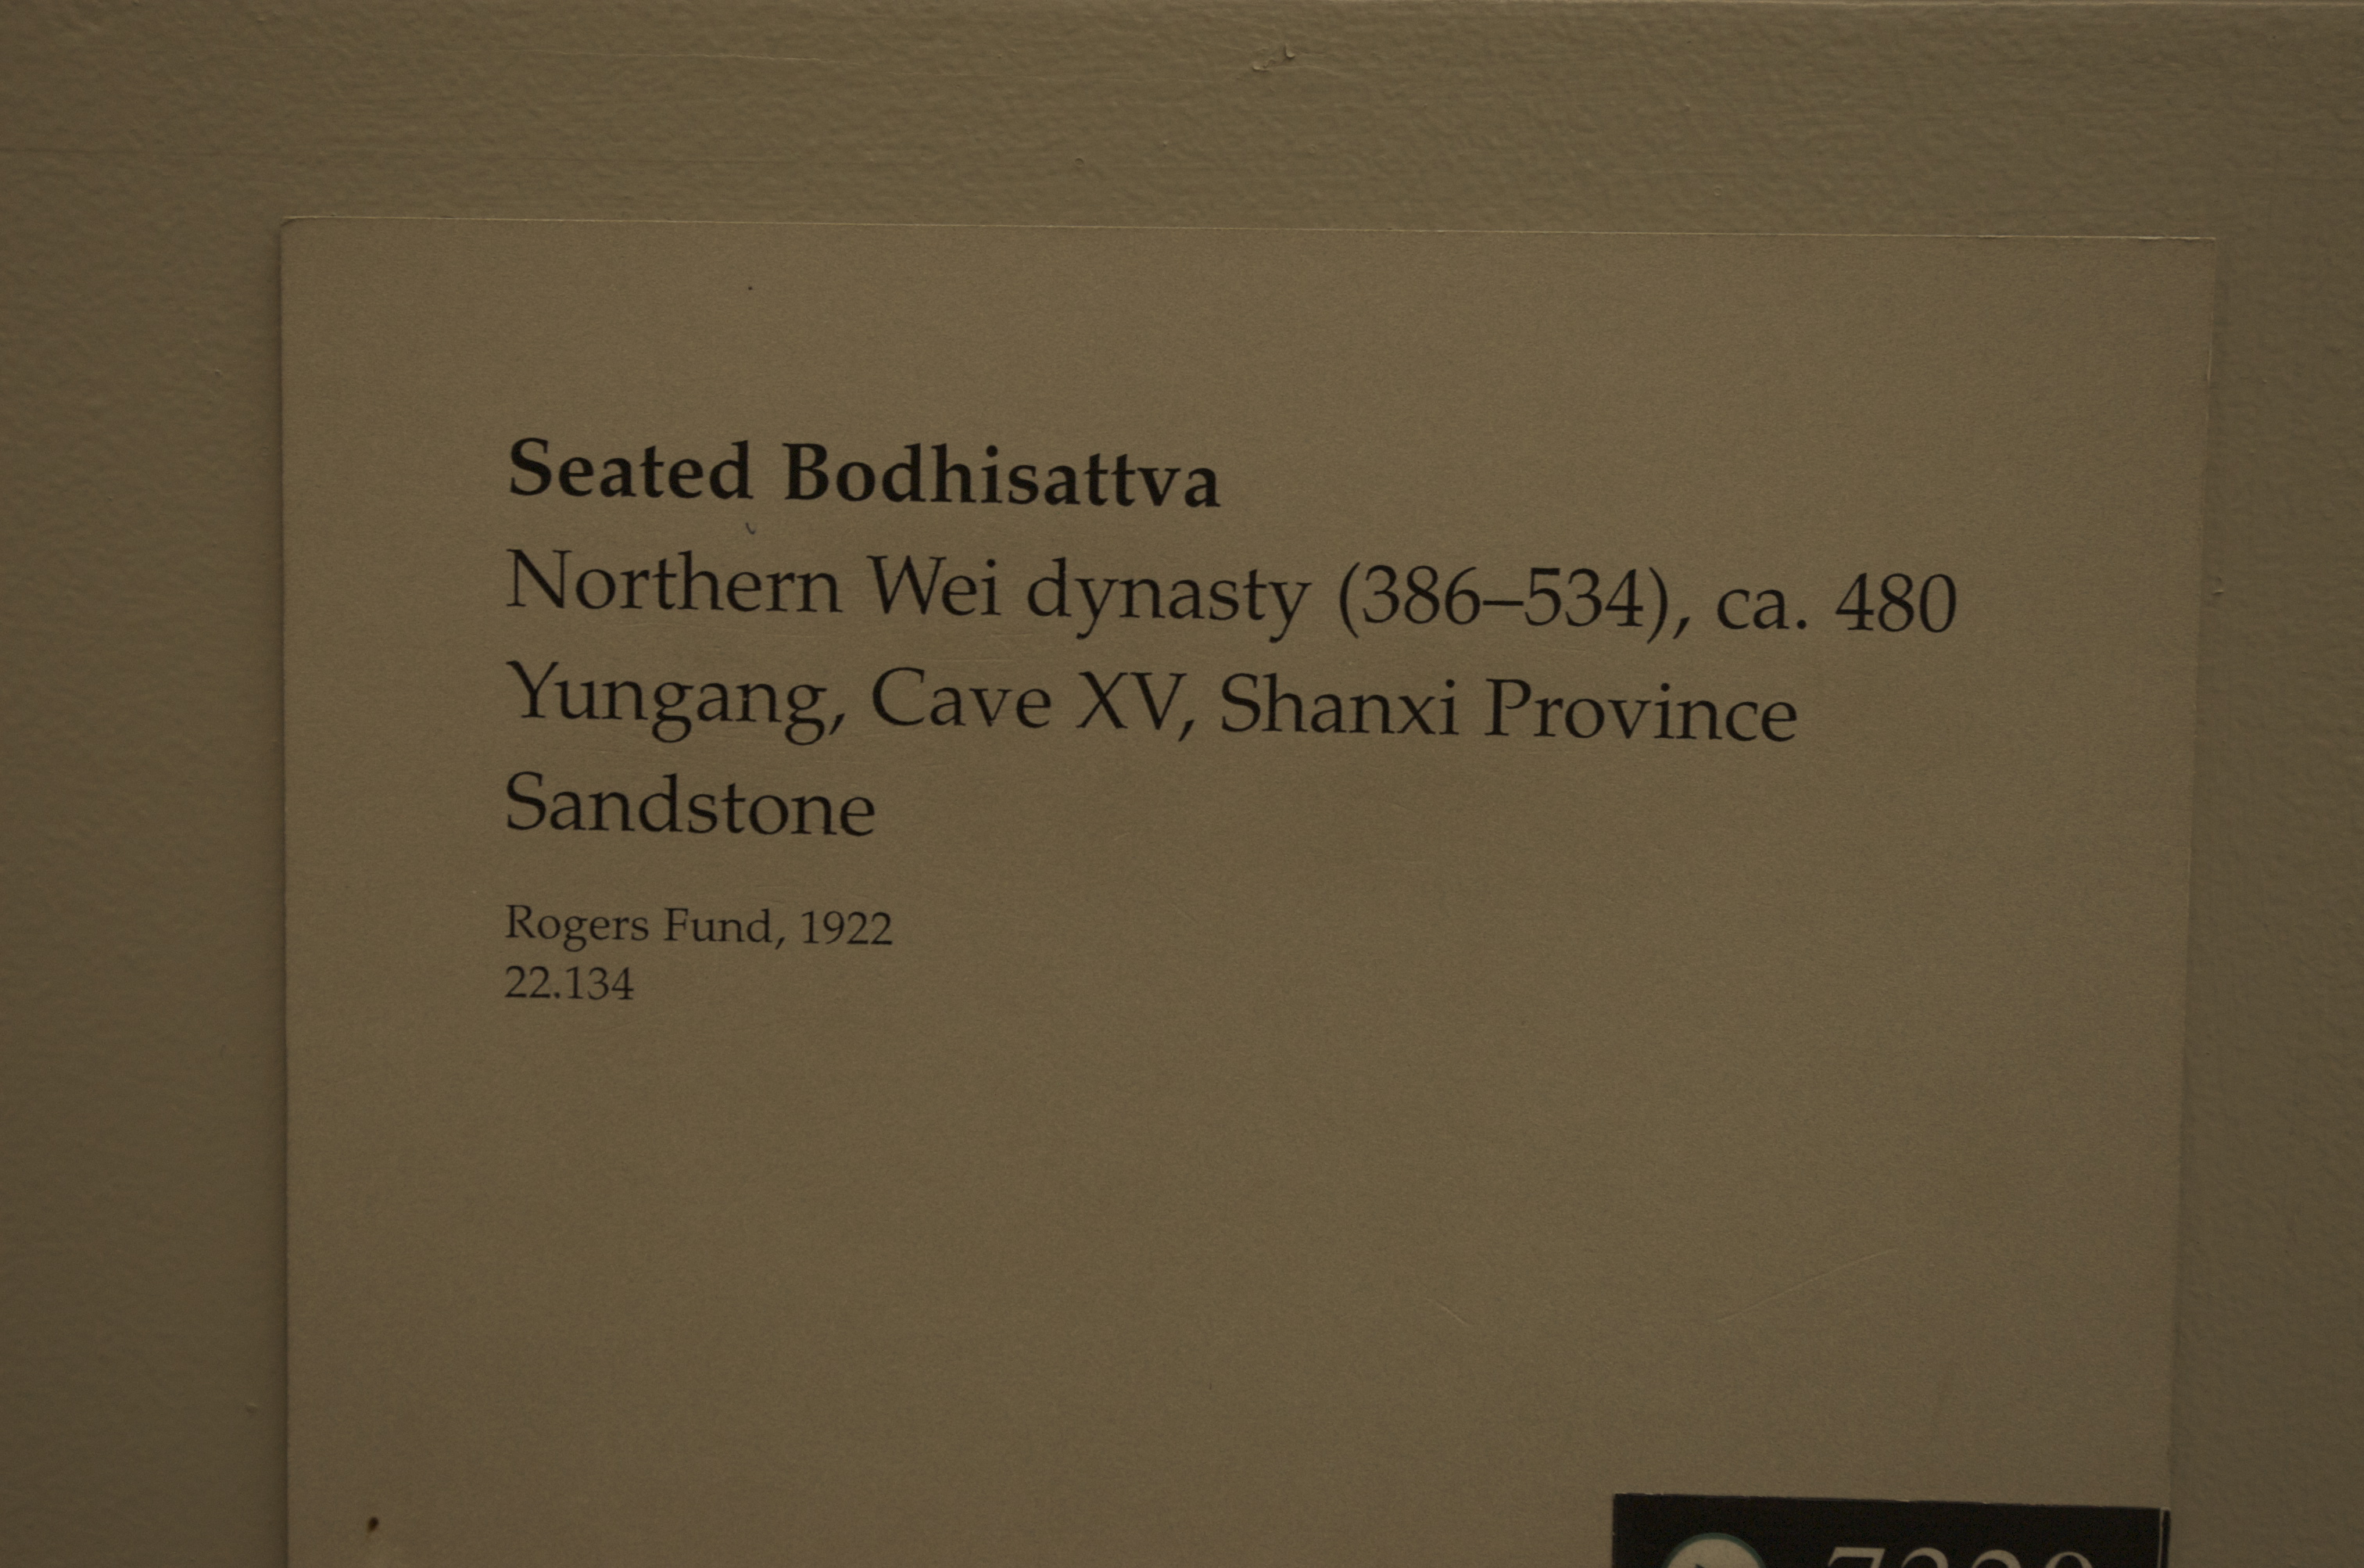 Seated Bodhisattva
Northern Wei dynasty (386–534), ca. 480
Yungang, Cave XV, Shanxi Province
Sandstone
Rogers Fund, 1922
22.134